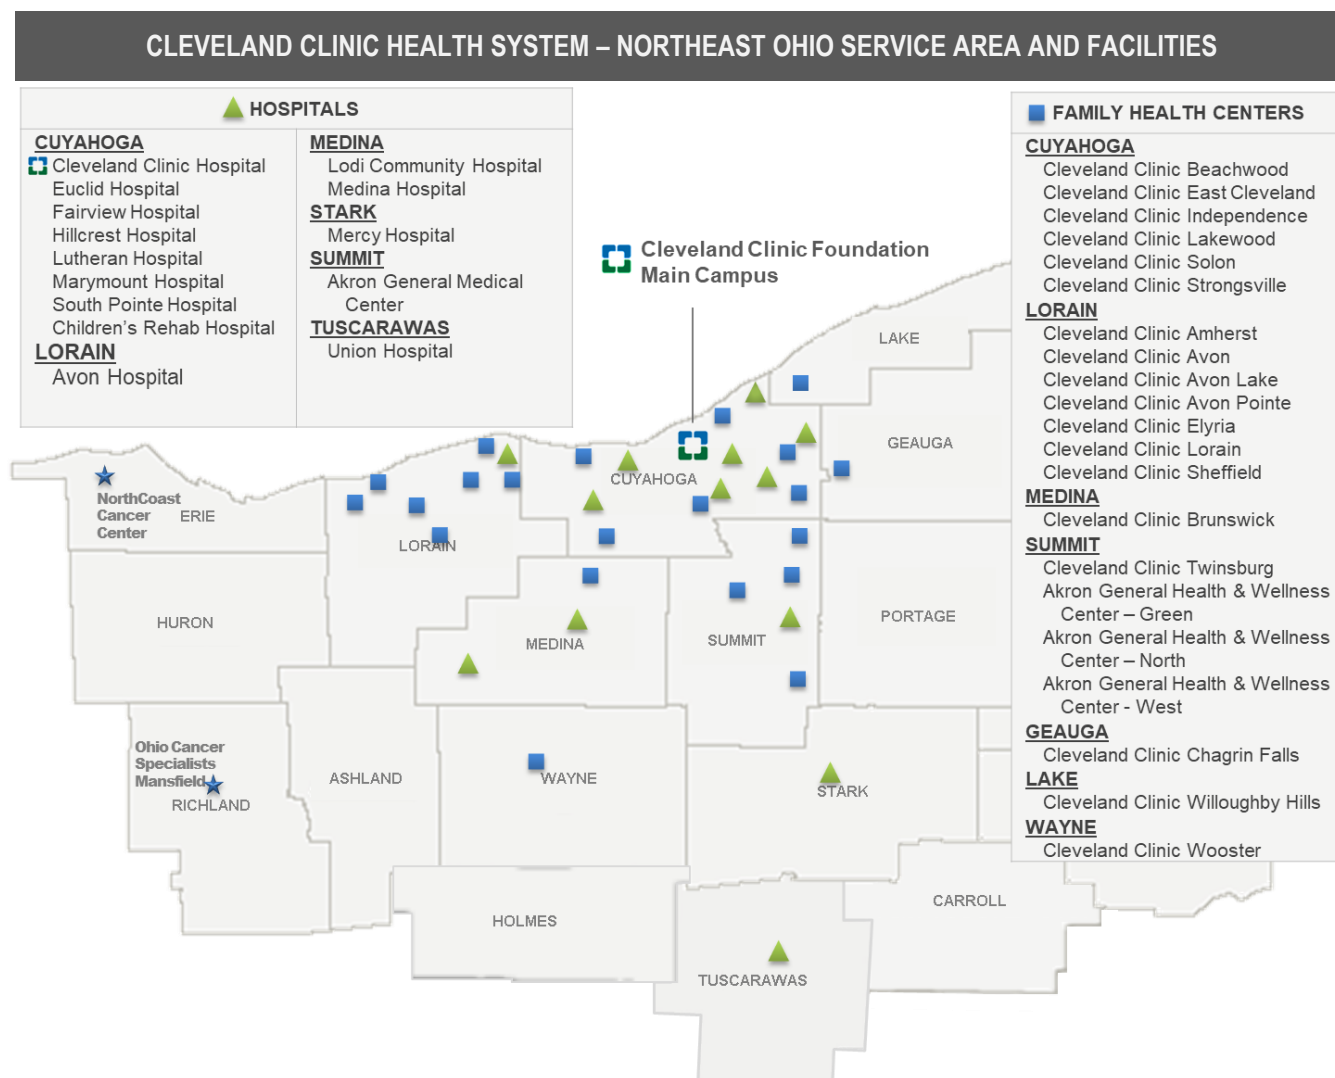 CLEVELAND CLINIC HEALTH SYSTEM – NORTHEAST OHIO SERVICE AREA AND FACILITIES
HOSPITALS
CUYAHOGA
Cleveland Clinic Hospital
Euclid Hospital
Fairview Hospital
Hillcrest Hospital
Lutheran Hospital
Marymount Hospital
South Pointe Hospital
Children's Rehab Hospital
LORAIN
Avon Hospital
MEDINA
Lodi Community Hospital
Medina Hospital
STARK
Mercy Hospital
SUMMIT
Akron General Medical
Center
TUSCARAWAS
Union Hospital
Cleveland Clinic Foundation
Main Campus
FAMILY HEALTH CENTERS
CUYAHOGA
Cleveland Clinic Beachwood
Cleveland Clinic East Cleveland
Cleveland Clinic Independence
Cleveland Clinic Lakewood
Cleveland Clinic Solon
Cleveland Clinic Strongsville
LORAIN
Cleveland Clinic Amherst
Cleveland Clinic Avon
Cleveland Clinic Avon Lake
Cleveland Clinic Avon Pointe
Cleveland Clinic Elyria
Cleveland Clinic Lorain
Cleveland Clinic Sheffield
MEDINA
Cleveland Clinic Brunswick
SUMMIT
Cleveland Clinic Twinsburg
Akron General Health & Wellness
Center – Green
Akron General Health & Wellness
Center – North
Akron General Health & Wellness
Center - West
GEAUGA
Cleveland Clinic Chagrin Falls
LAKE
Cleveland Clinic Willoughby Hills
WAYNE
Cleveland Clinic Wooster
LAKE
GEAUGA
CUYAHOGA
NorthCoast
Cancer
Center
ERIE
LORAIN
HURON
MEDINA
SUMMIT
PORTAGE
Ohio Cancer
Specialists
Mansfield
RICHLAND
ASHLAND
WAYNE
STARK
HOLMES
CARROLL
TUSCARAWAS